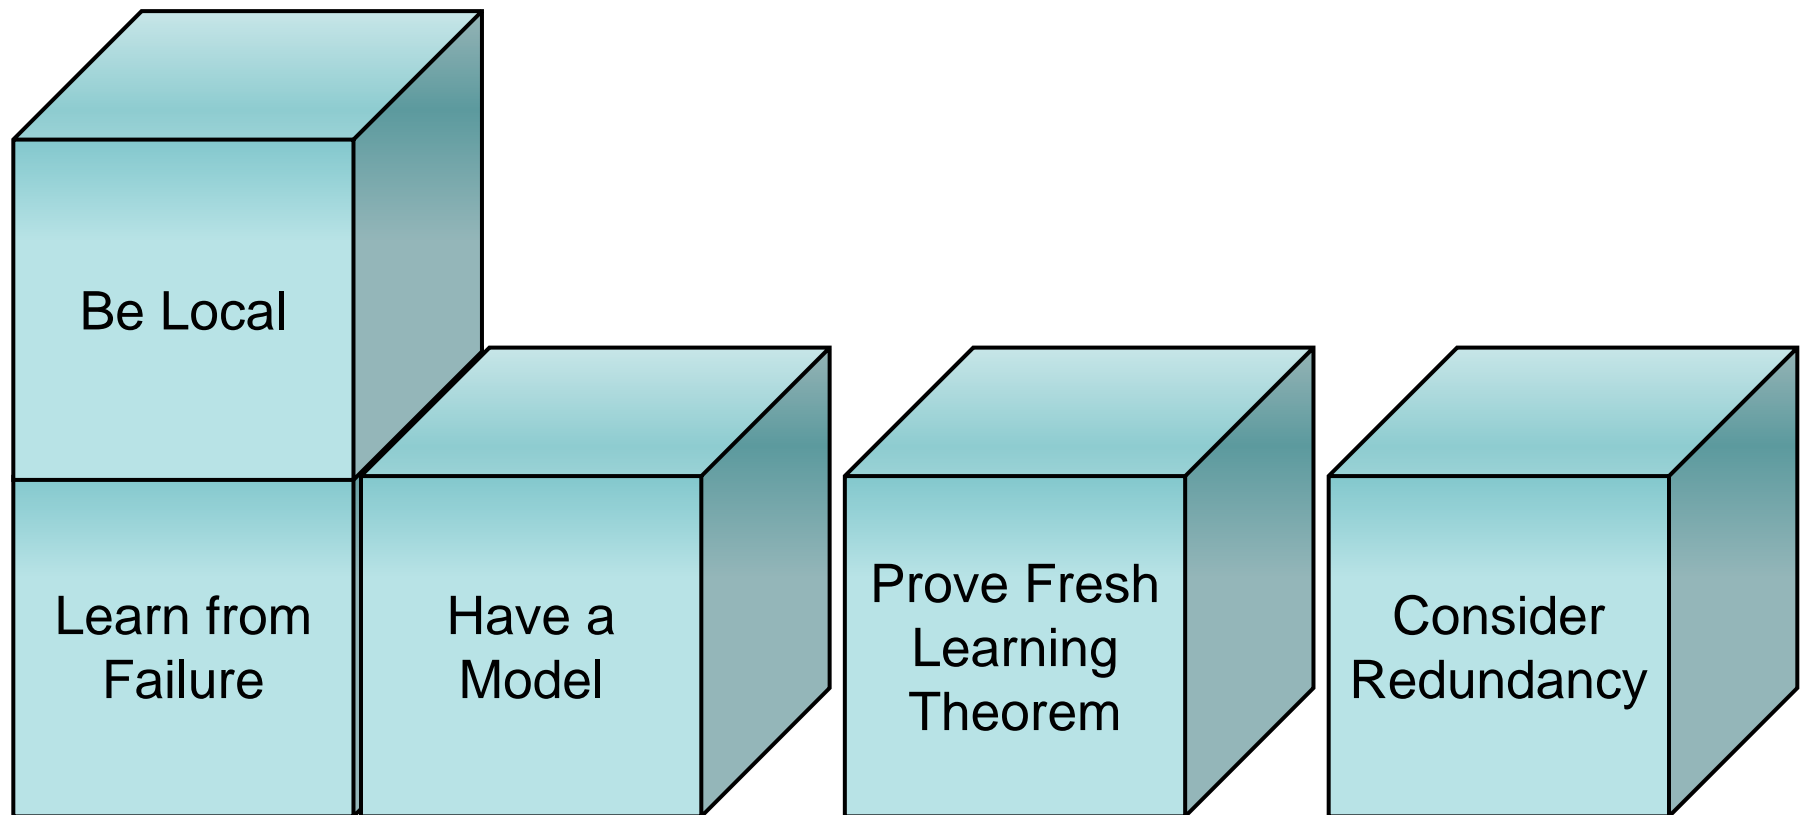 Be Local
Learn from
Failure
Have a
Model
Prove Fresh
Learning
Theorem
Consider
Redundancy